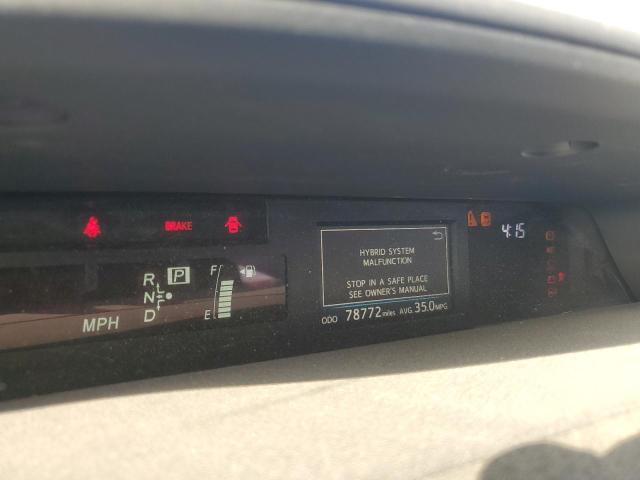 BRAKE
4:15
HYBRID SYSTEM
MALFUNCTION
STOP IN A SAFE PLACE
SEE OWNER'S MANUAL
R
P
N
D
F
E
MPH
ODO 78772 miles AVG. 35.0 MPG